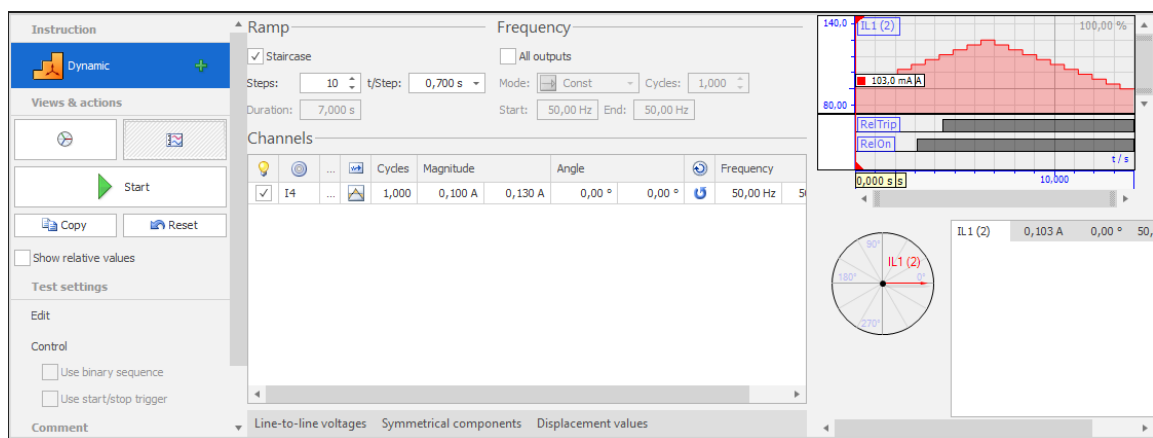 Instruction
Dynamic
Views & actions
Start
Copy
Reset
Show relative values
Test settings
Edit
Control
Use binary sequence
Use start/stop trigger
Comment
Ramp
Staircase
Steps: 10 t/Step: 0,700 s
Duration: 7,000 s
Frequency
All outputs
Mode: Const Cycles: 1,000
Start: 50,00 Hz End: 50,00 Hz
Channels
... Cycles Magnitude Angle Frequency
I4 ... 1,000 0,100 A 0,130 A 0,00 ° 0,00 ° 50,00 Hz 50
Line-to-line voltages Symmetrical components Displacement values
140,0 IL1 (2) 100,00 %
103.0 mA A
80,00
RelTrip
RelOn
t / s
0,000 s s 10,000
90°
IL1 (2)
180° 0°
270°
IL1 (2) 0,103 A 0,00 ° 50,